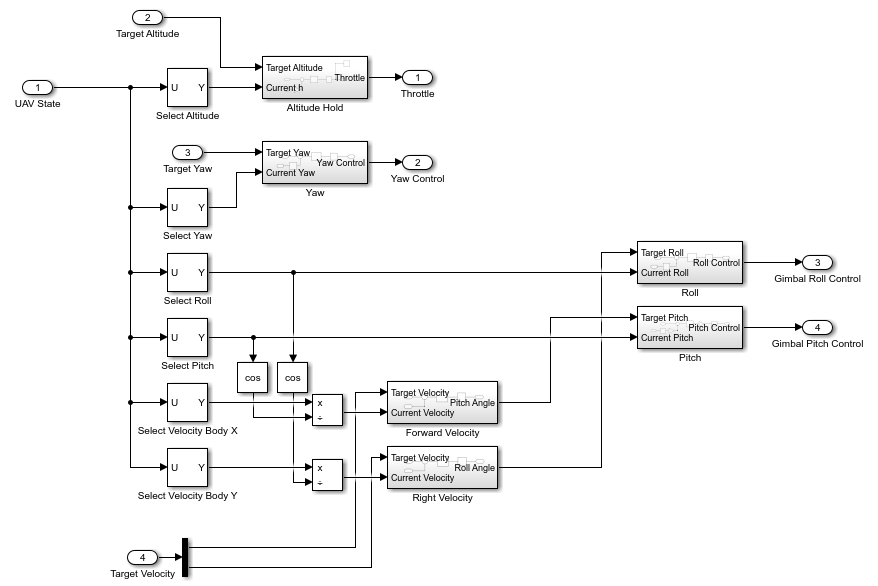 2
Target Altitude
1
UAV State
U Y
Select Altitude
Target Altitude
Current h
Throttle
Altitude Hold
1
Throttle
3
Target Yaw
Target Yaw
Current Yaw
Yaw Control
Yaw
2
Yaw Control
U Y
Select Yaw
U Y
Select Roll
Target Roll
Current Roll
Roll Control
Roll
3
Gimbal Roll Control
U Y
Select Pitch
Target Pitch
Current Pitch
Pitch Control
Pitch
4
Gimbal Pitch Control
cos
cos
U Y
Select Velocity Body X
x
÷
Target Velocity
Current Velocity
Pitch Angle
Forward Velocity
U Y
Select Velocity Body Y
x
÷
Target Velocity
Current Velocity
Roll Angle
Right Velocity
4
Target Velocity